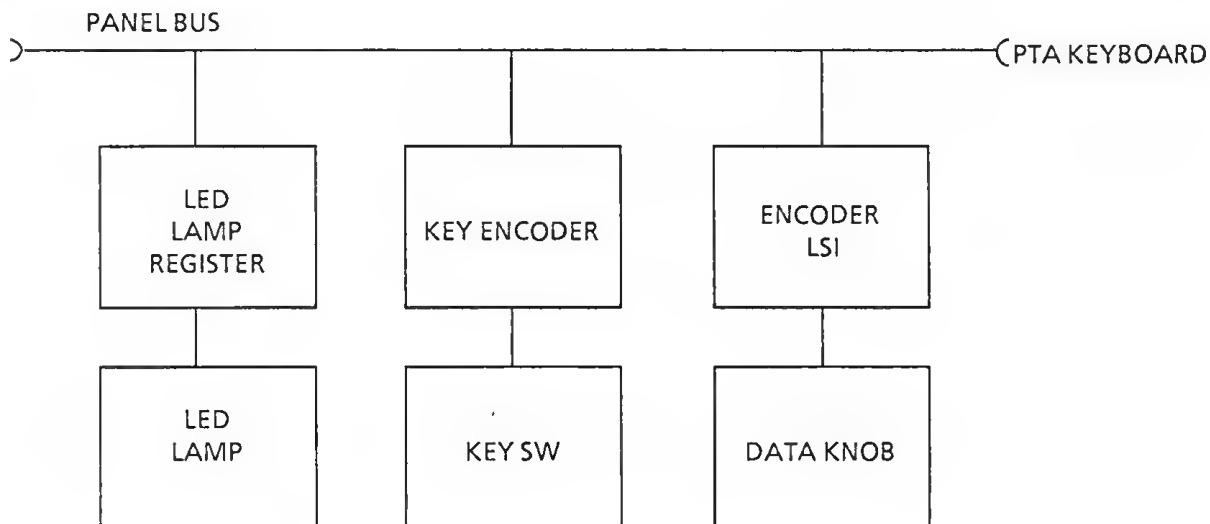 PANEL BUS
PTA KEYBOARD
LED
LAMP
REGISTER
KEY ENCODER
ENCODER
LSI
LED
LAMP
KEY SW
DATA KNOB